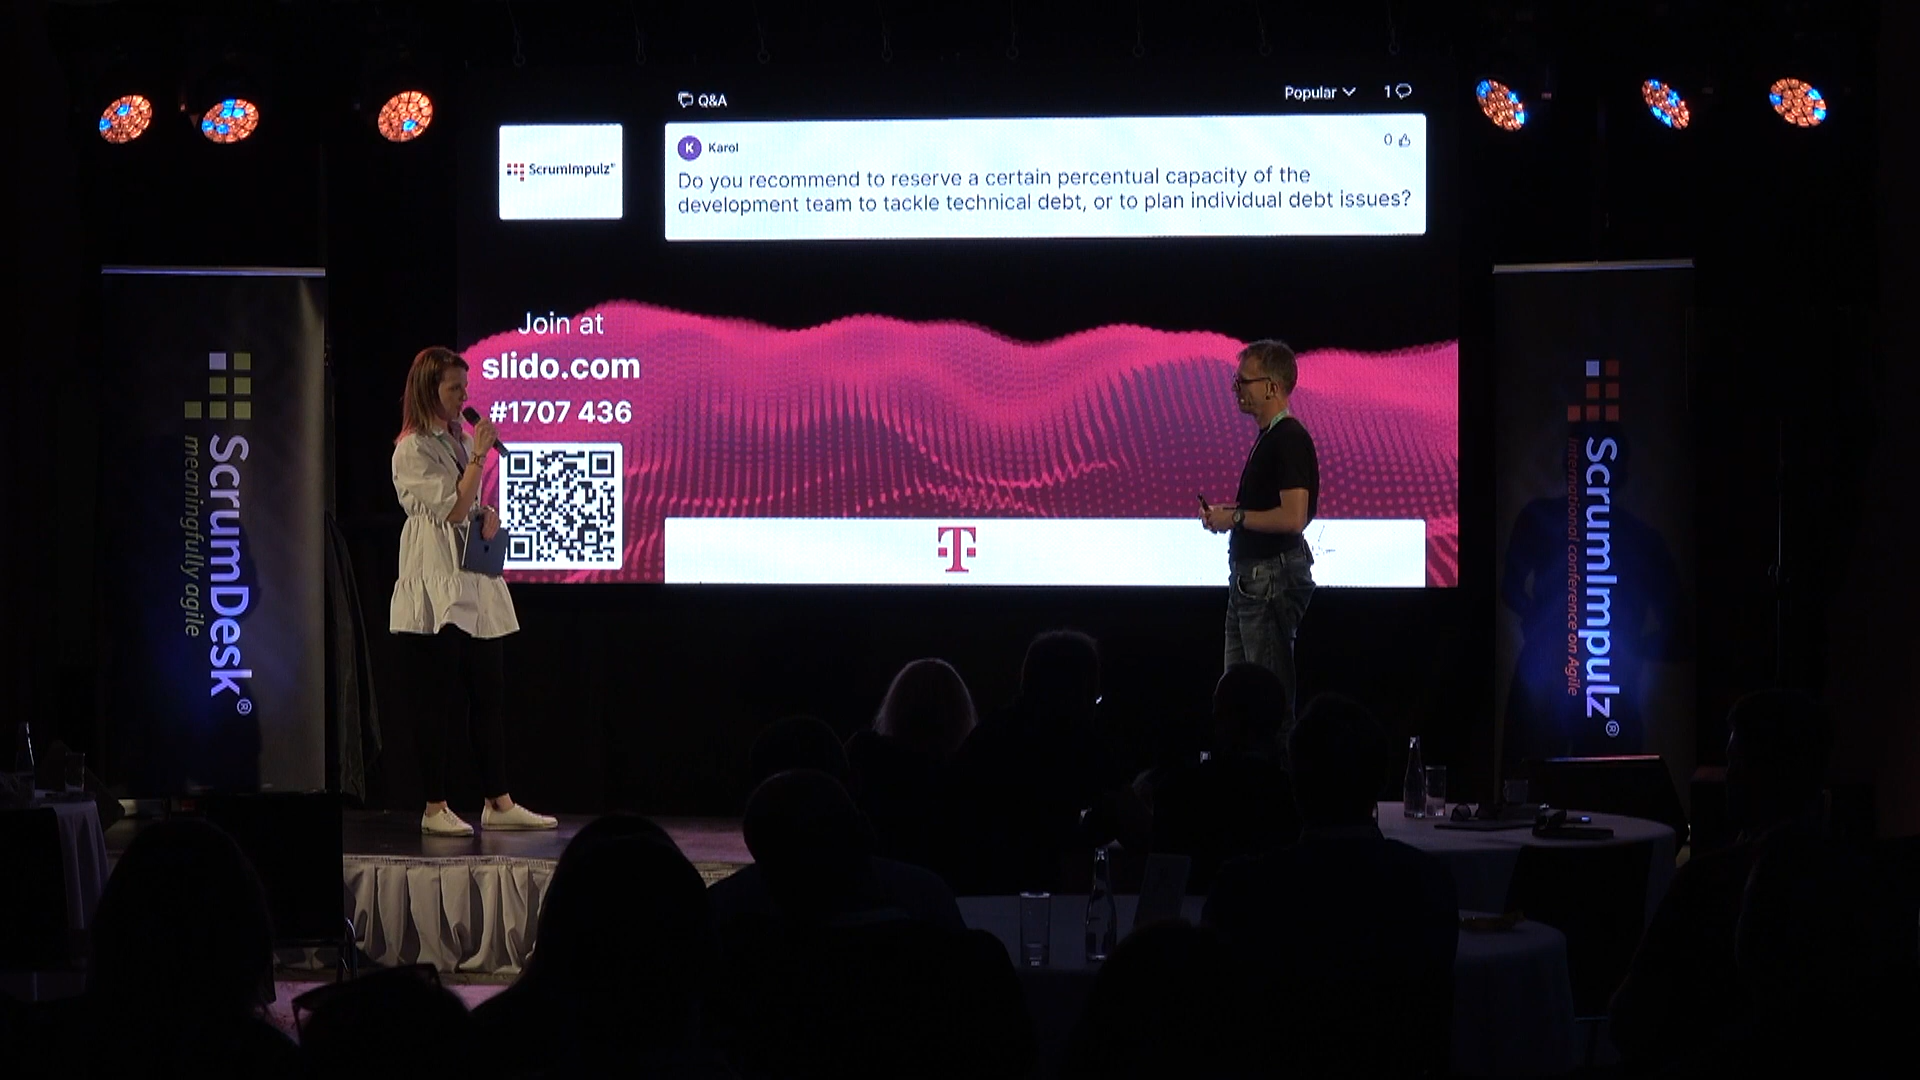 Q&A
Popular
1
ScrumImpulz®
K
Karol
0
Do you recommend to reserve a certain percentual capacity of the
development team to tackle technical debt, or to plan individual debt issues?
Join at
slido.com
#1707 436
T
ScrumDesk®
meaningfully agile
ScrumImpulz®
International conference on Agile